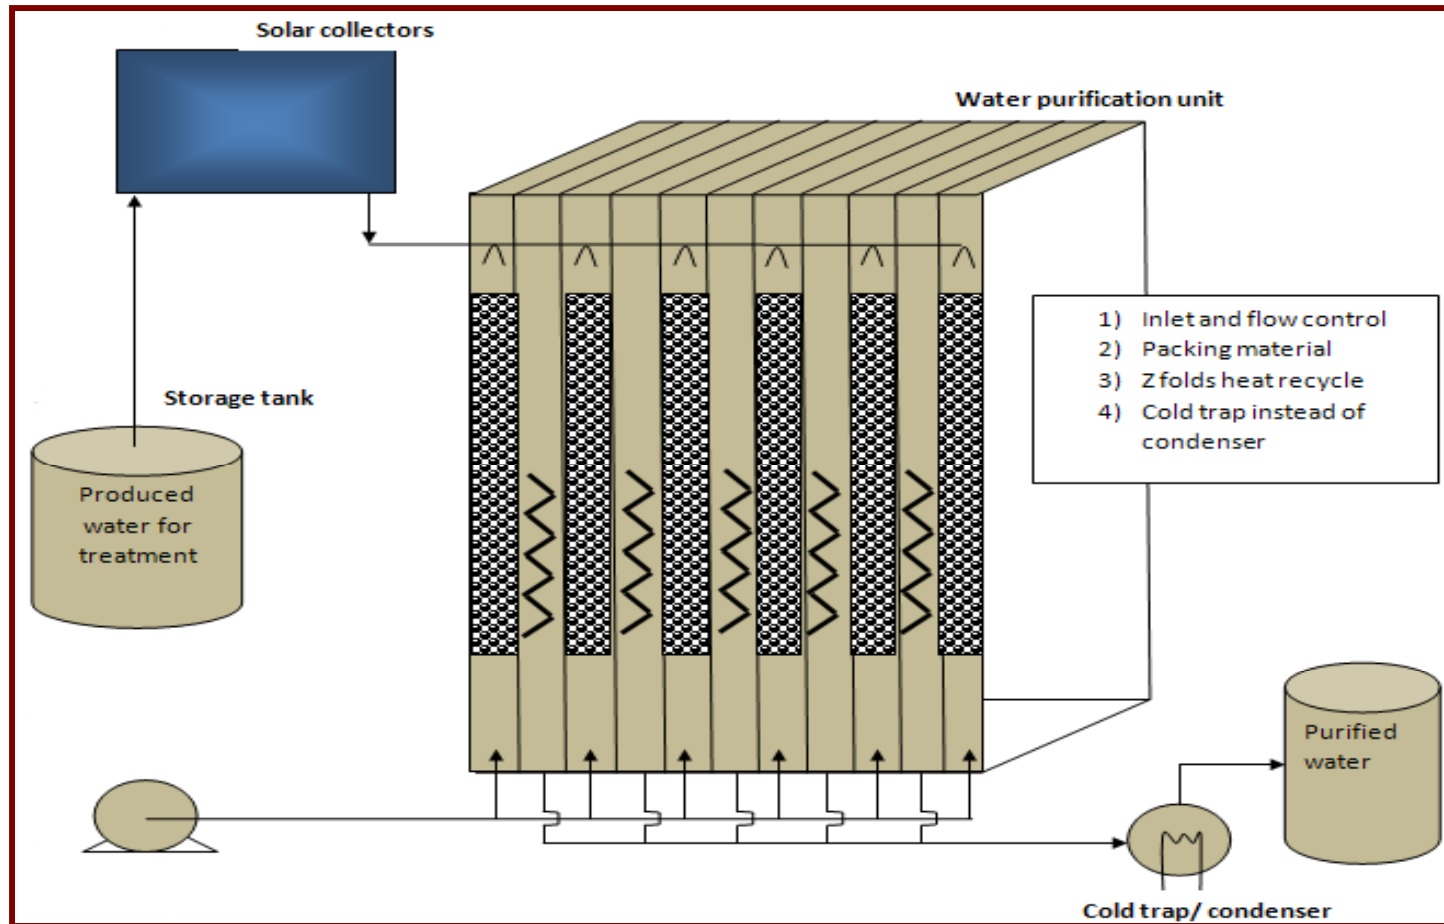 Solar collectors
Water purification unit
1) Inlet and flow control
2) Packing material
3) Z folds heat recycle
4) Cold trap instead of
condenser
Storage tank
Produced
water for
treatment
Purified
water
Cold trap/ condenser